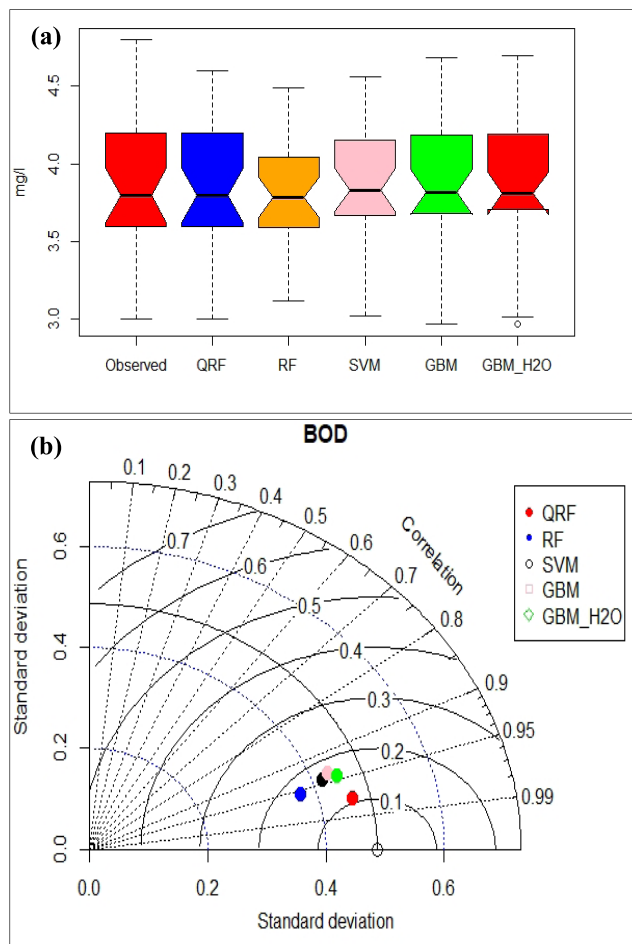 (a)
mg/l
4.5
4.0
3.5
3.0
Observed QRF RF SVM GBM GBM_H2O
(b)
BOD
0.1 0.2 0.3 0.4 0.5 0.6 0.7 0.8 0.9 0.95 0.99
Correlation
QRF
RF
SVM
GBM
GBM_H2O
0.7
0.6
0.5
0.4
0.3
0.2
0.1
Standard deviation
0.6
0.4
0.2
0.0
0.0 0.2 0.4 0.6
Standard deviation